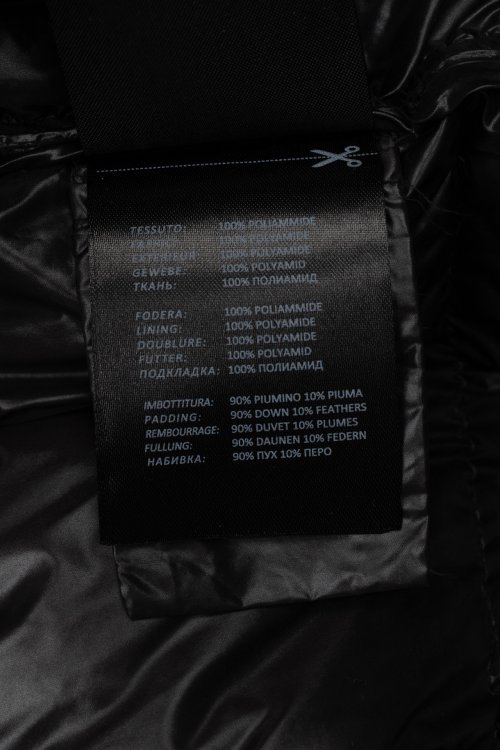 TESSUTO: 100% POLIAMMIDE
FABRIC: 100% POLYAMIDE
EXTERIEUR: 100% POLYAMIDE
GEWEBE: 100% POLYAMID
ТКАНЬ: 100% ПОЛИАМИД
FODERA: 100% POLIAMMIDE
LINING: 100% POLYAMIDE
DOUBLURE: 100% POLYAMIDE
FUTTER: 100% POLYAMID
ПОДКЛАДКА: 100% ПОЛИАМИД
IMBOTTITURA: 90% PIUMINO 10% PIUMA
PADDING: 90% DOWN 10% FEATHERS
REMBOURRAGE: 90% DUVET 10% PLUMES
FULLUNG: 90% DAUNEN 10% FEDERN
НАБИВКА: 90% ПУХ 10% ПЕРО